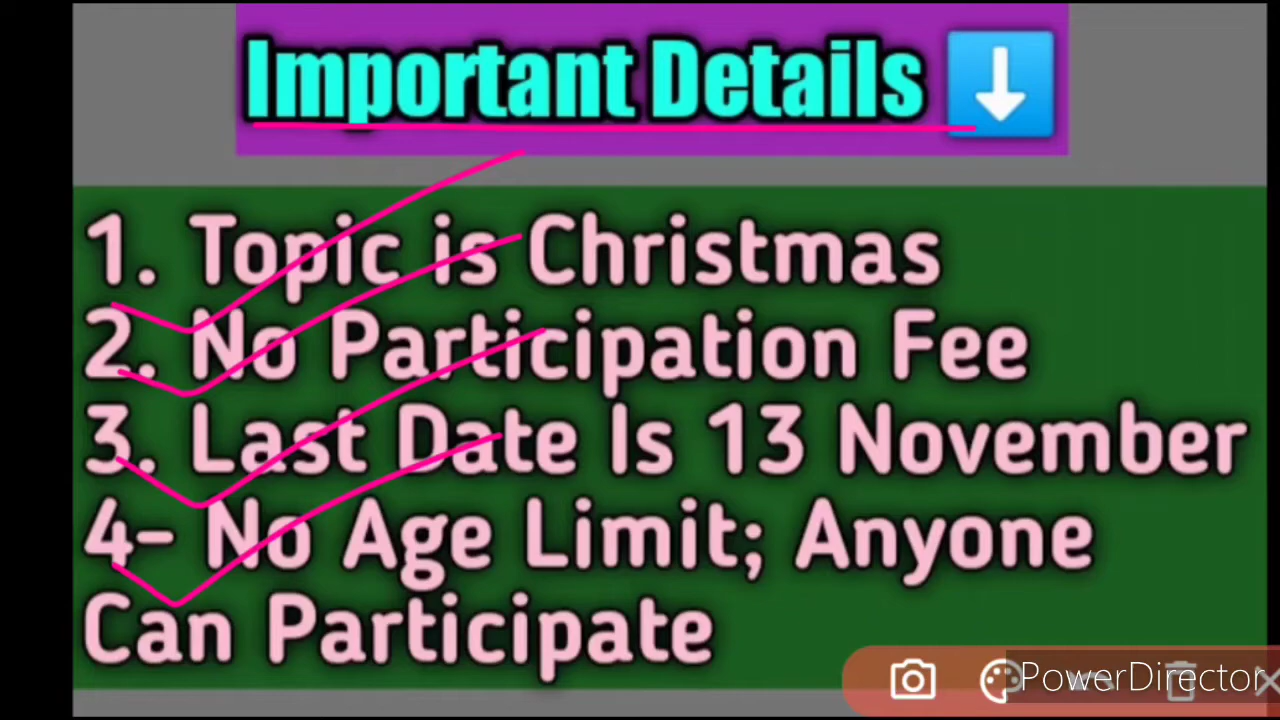 Important Details
1. Topic is Christmas
2. No Participation Fee
3. Last Date Is 13 November
4- No Age Limit; Anyone
Can Participate
PowerDirector